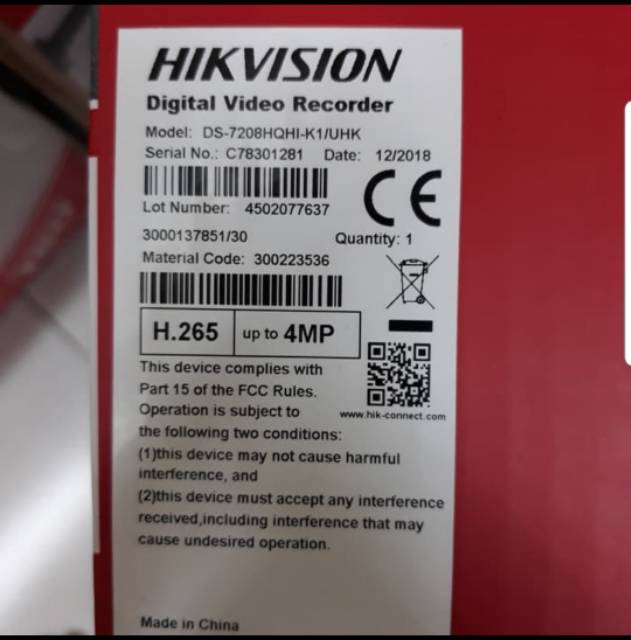 HIKVISION
Digital Video Recorder
Model: DS-7208HQHI-K1/UHK
Serial No.: C78301281 Date: 12/2018
Lot Number: 4502077637
3000137851/30 Quantity: 1
Material Code: 300223536
H.265 up to 4MP
This device complies with
Part 15 of the FCC Rules.
Operation is subject to
www.hik-connect.com
the following two conditions:
(1)this device may not cause harmful
interference, and
(2)this device must accept any interference
received,including interference that may
cause undesired operation.
Made in China